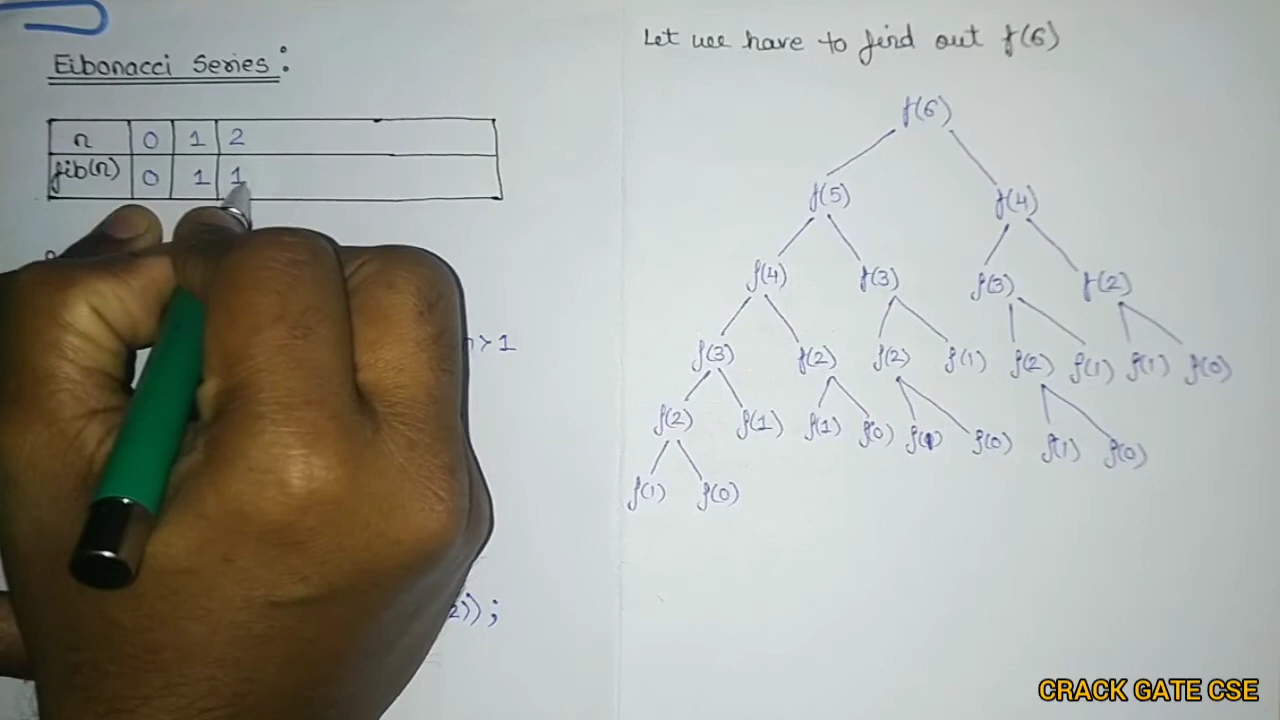 Fibonacci Series :
n 0 1 2
fib(n) 0 1 1
n > 1
2));
Let wee have to find out f(6)
f(6)
f(5) f(4)
f(4) f(3) f(3) f(2)
f(3) f(2) f(2) f(1) f(2) f(1) f(1) f(0)
f(2) f(1) f(1) f(0) f(1) f(0) f(1) f(0)
f(1) f(0)
CRACK GATE CSE